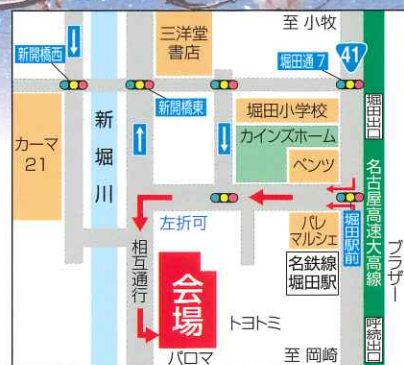 至 小牧
三洋堂
書店
新開橋西
堀田通7
41
新開橋東
堀田小学校
カインズホーム
ベンツ
堀田出口
カーマ
21
新堀川
左折可
相互通行
会場
パレ
マルシェ
堀田駅前
名鉄線
堀田駅
名古屋高速大高線
ブラザー
トヨトミ
パロマ
至 岡崎
呼続出口